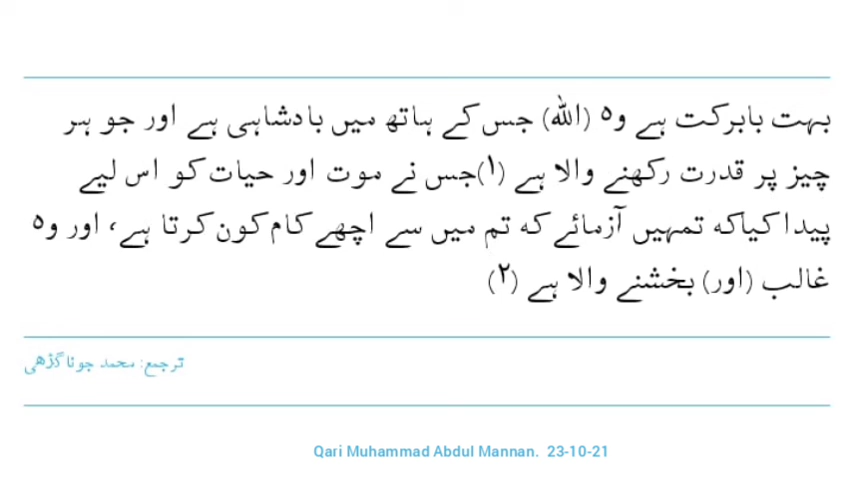 بہت بابرکت ہے وہ (اللہ) جس کے ہاتھ میں بادشاہی ہے اور جو ہر
چیز پر قدرت رکھنے والا ہے (۱)جس نے موت اور حیات کو اس لیے
پیدا کیاکہ تمہیں آزمائے کہ تم میں سے اچھے کام کون کرتا ہے، اور وہ
غالب (اور) بخشنے والا ہے (۲)
ترجمع: محمد جوناگڑھی
Qari Muhammad Abdul Mannan. 23-10-21